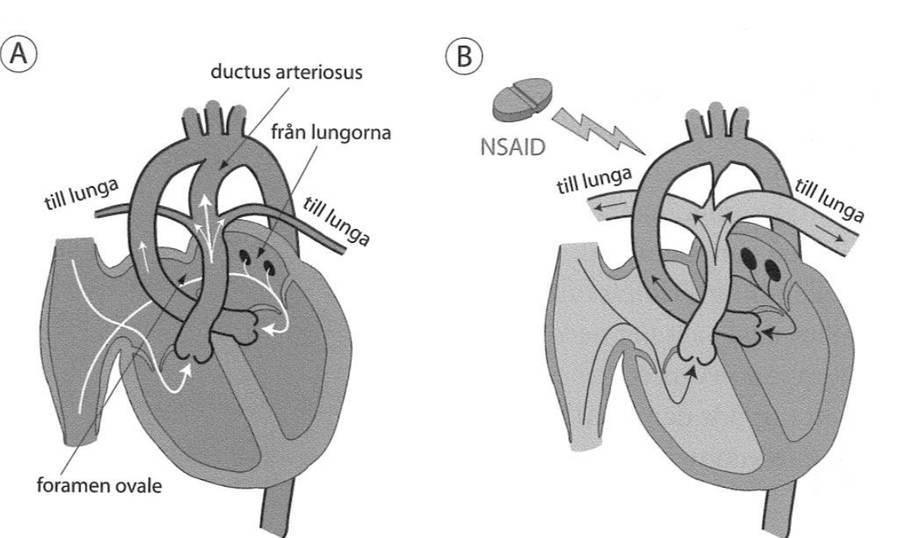 A
ductus arteriosus
från lungorna
till lunga
till lunga
foramen ovale
B
NSAID
till lunga
till lunga